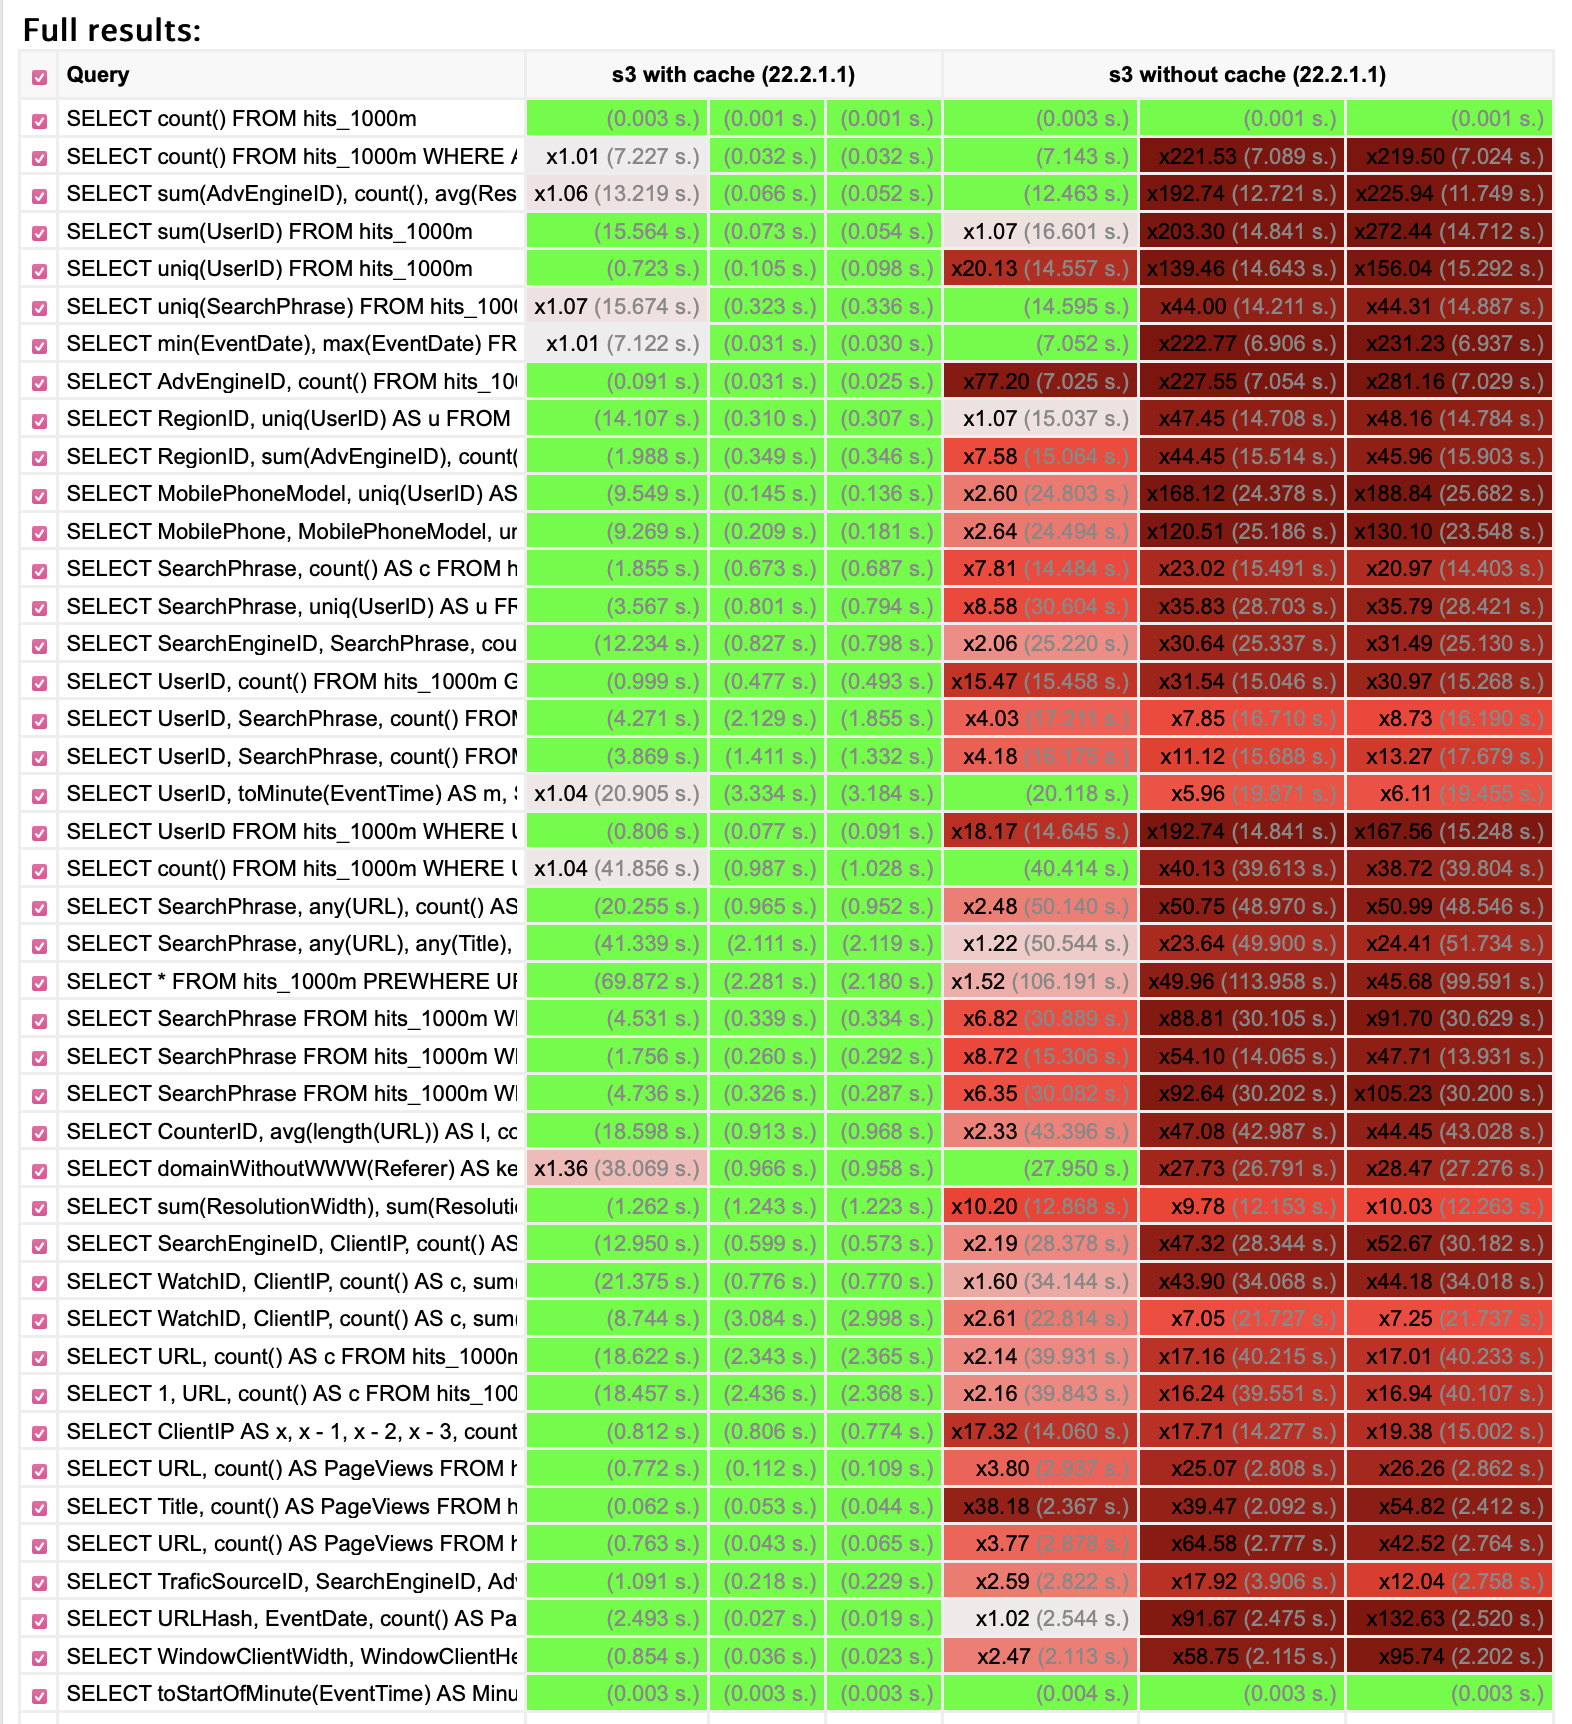 Full results:
Query s3 with cache (22.2.1.1) s3 without cache (22.2.1.1)
SELECT count() FROM hits_1000m (0.003 s.) (0.001 s.) (0.001 s.) (0.003 s.) (0.001 s.) (0.001 s.)
SELECT count() FROM hits_1000m WHERE x1.01 (7.227 s.) (0.032 s.) (0.032 s.) (7.143 s.) x221.53 (7.089 s.) x219.50 (7.024 s.)
SELECT sum(AdvEngineID), count(), avg(Res x1.06 (13.219 s.) (0.066 s.) (0.052 s.) (12.463 s.) x192.74 (12.721 s.) x225.94 (11.749 s.)
SELECT sum(UserID) FROM hits_1000m (15.564 s.) (0.073 s.) (0.054 s.) x1.07 (16.601 s.) x203.30 (14.841 s.) x272.44 (14.712 s.)
SELECT uniq(UserID) FROM hits_1000m (0.723 s.) (0.105 s.) (0.098 s.) x20.13 (14.557 s.) x139.46 (14.643 s.) x156.04 (15.292 s.)
SELECT uniq(SearchPhrase) FROM hits_100 x1.07 (15.674 s.) (0.323 s.) (0.336 s.) (14.595 s.) x44.00 (14.211 s.) x44.31 (14.887 s.)
SELECT min(EventDate), max(EventDate) FR x1.01 (7.122 s.) (0.031 s.) (0.030 s.) (7.052 s.) x222.77 (6.906 s.) x231.23 (6.937 s.)
SELECT AdvEngineID, count() FROM hits_10 (0.091 s.) (0.031 s.) (0.025 s.) x77.20 (7.025 s.) x227.55 (7.054 s.) x281.16 (7.029 s.)
SELECT RegionID, uniq(UserID) AS u FROM (14.107 s.) (0.310 s.) (0.307 s.) x1.07 (15.037 s.) x47.45 (14.708 s.) x48.16 (14.784 s.)
SELECT RegionID, sum(AdvEngineID), count( (1.988 s.) (0.349 s.) (0.346 s.) x7.58 (15.064 s.) x44.45 (15.514 s.) x45.96 (15.903 s.)
SELECT MobilePhoneModel, uniq(UserID) AS (9.549 s.) (0.145 s.) (0.136 s.) x2.60 (24.803 s.) x168.12 (24.378 s.) x188.84 (25.682 s.)
SELECT MobilePhone, MobilePhoneModel, ur (9.269 s.) (0.209 s.) (0.181 s.) x2.64 (24.494 s.) x120.51 (25.186 s.) x130.10 (23.548 s.)
SELECT SearchPhrase, count() AS c FROM h (1.855 s.) (0.673 s.) (0.687 s.) x7.81 (14.484 s.) x23.02 (15.491 s.) x20.97 (14.403 s.)
SELECT SearchPhrase, uniq(UserID) AS u FR (3.567 s.) (0.801 s.) (0.794 s.) x8.58 (30.604 s.) x35.83 (28.703 s.) x35.79 (28.421 s.)
SELECT SearchEngineID, SearchPhrase, cou (12.234 s.) (0.827 s.) (0.798 s.) x2.06 (25.220 s.) x30.64 (25.337 s.) x31.49 (25.130 s.)
SELECT UserID, count() FROM hits_1000m G (0.999 s.) (0.477 s.) (0.493 s.) x15.47 (15.458 s.) x31.54 (15.046 s.) x30.97 (15.268 s.)
SELECT UserID, SearchPhrase, count() FROM (4.271 s.) (2.129 s.) (1.855 s.) x4.03 (17.211 s.) x7.85 (16.710 s.) x8.73 (16.190 s.)
SELECT UserID, SearchPhrase, count() FROM (3.869 s.) (1.411 s.) (1.332 s.) x4.18 (16.175 s.) x11.12 (15.688 s.) x13.27 (17.679 s.)
SELECT UserID, toMinute(EventTime) AS m, x1.04 (20.905 s.) (3.334 s.) (3.184 s.) (20.118 s.) x5.96 (19.871 s.) x6.11 (19.455 s.)
SELECT UserID FROM hits_1000m WHERE U (0.806 s.) (0.077 s.) (0.091 s.) x18.17 (14.645 s.) x192.74 (14.841 s.) x167.56 (15.248 s.)
SELECT count() FROM hits_1000m WHERE U x1.04 (41.856 s.) (0.987 s.) (1.028 s.) (40.414 s.) x40.13 (39.613 s.) x38.72 (39.804 s.)
SELECT SearchPhrase, any(URL), count() AS (20.255 s.) (0.965 s.) (0.952 s.) x2.48 (50.140 s.) x50.75 (48.970 s.) x50.99 (48.546 s.)
SELECT SearchPhrase, any(URL), any(Title), (41.339 s.) (2.111 s.) (2.119 s.) x1.22 (50.544 s.) x23.64 (49.900 s.) x24.41 (51.734 s.)
SELECT * FROM hits_1000m PREWHERE UR (69.872 s.) (2.281 s.) (2.180 s.) x1.52 (106.191 s.) x49.96 (113.958 s.) x45.68 (99.591 s.)
SELECT SearchPhrase FROM hits_1000m WH (4.531 s.) (0.339 s.) (0.334 s.) x6.82 (30.889 s.) x88.81 (30.105 s.) x91.70 (30.629 s.)
SELECT SearchPhrase FROM hits_1000m WH (1.756 s.) (0.260 s.) (0.292 s.) x8.72 (15.306 s.) x54.10 (14.065 s.) x47.71 (13.931 s.)
SELECT SearchPhrase FROM hits_1000m WH (4.736 s.) (0.326 s.) (0.287 s.) x6.35 (30.082 s.) x92.64 (30.202 s.) x105.23 (30.200 s.)
SELECT CounterID, avg(length(URL)) AS l, co (18.598 s.) (0.913 s.) (0.968 s.) x2.33 (43.396 s.) x47.08 (42.987 s.) x44.45 (43.028 s.)
SELECT domainWithoutWWW(Referer) AS ke x1.36 (38.069 s.) (0.966 s.) (0.958 s.) (27.950 s.) x27.73 (26.791 s.) x28.47 (27.276 s.)
SELECT sum(ResolutionWidth), sum(Resoluti (1.262 s.) (1.243 s.) (1.223 s.) x10.20 (12.868 s.) x9.78 (12.153 s.) x10.03 (12.263 s.)
SELECT SearchEngineID, ClientIP, count() AS (12.950 s.) (0.599 s.) (0.573 s.) x2.19 (28.378 s.) x47.32 (28.344 s.) x52.67 (30.182 s.)
SELECT WatchID, ClientIP, count() AS c, sum( (21.375 s.) (0.776 s.) (0.770 s.) x1.60 (34.144 s.) x43.90 (34.068 s.) x44.18 (34.018 s.)
SELECT WatchID, ClientIP, count() AS c, sum( (8.744 s.) (3.084 s.) (2.998 s.) x2.61 (22.814 s.) x7.05 (21.727 s.) x7.25 (21.737 s.)
SELECT URL, count() AS c FROM hits_1000m (18.622 s.) (2.343 s.) (2.365 s.) x2.14 (39.931 s.) x17.16 (40.215 s.) x17.01 (40.233 s.)
SELECT 1, URL, count() AS c FROM hits_100 (18.457 s.) (2.436 s.) (2.368 s.) x2.16 (39.843 s.) x16.24 (39.551 s.) x16.94 (40.107 s.)
SELECT ClientIP AS x, x - 1, x - 2, x - 3, count (0.812 s.) (0.806 s.) (0.774 s.) x17.32 (14.060 s.) x17.71 (14.277 s.) x19.38 (15.002 s.)
SELECT URL, count() AS PageViews FROM h (0.772 s.) (0.112 s.) (0.109 s.) x3.80 (2.937 s.) x25.07 (2.808 s.) x26.26 (2.862 s.)
SELECT Title, count() AS PageViews FROM h (0.062 s.) (0.053 s.) (0.044 s.) x38.18 (2.367 s.) x39.47 (2.092 s.) x54.82 (2.412 s.)
SELECT URL, count() AS PageViews FROM h (0.763 s.) (0.043 s.) (0.065 s.) x3.77 (2.878 s.) x64.58 (2.777 s.) x42.52 (2.764 s.)
SELECT TraficSourceID, SearchEngineID, Adv (1.091 s.) (0.218 s.) (0.229 s.) x2.59 (2.822 s.) x17.92 (3.906 s.) x12.04 (2.758 s.)
SELECT URLHash, EventDate, count() AS Pa (2.493 s.) (0.027 s.) (0.019 s.) x1.02 (2.544 s.) x91.67 (2.475 s.) x132.63 (2.520 s.)
SELECT WindowClientWidth, WindowClientHe (0.854 s.) (0.036 s.) (0.023 s.) x2.47 (2.113 s.) x58.75 (2.115 s.) x95.74 (2.202 s.)
SELECT toStartOfMinute(EventTime) AS Minu (0.003 s.) (0.003 s.) (0.003 s.) (0.004 s.) (0.003 s.) (0.003 s.)